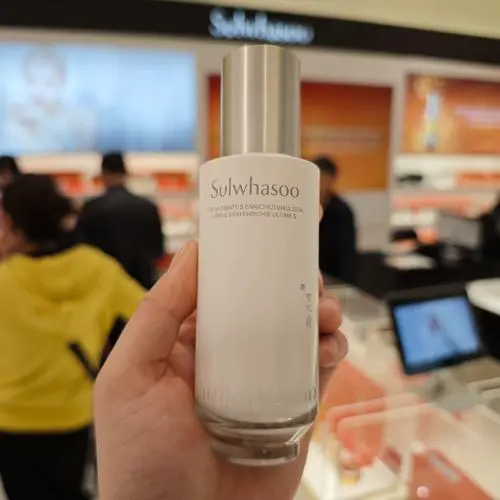 Sulwhasoo
Sulwhasoo
THE ULTIMATE S ENRICHED EMULSION
L'ÉMULSION ENRICHIE ULTIME S